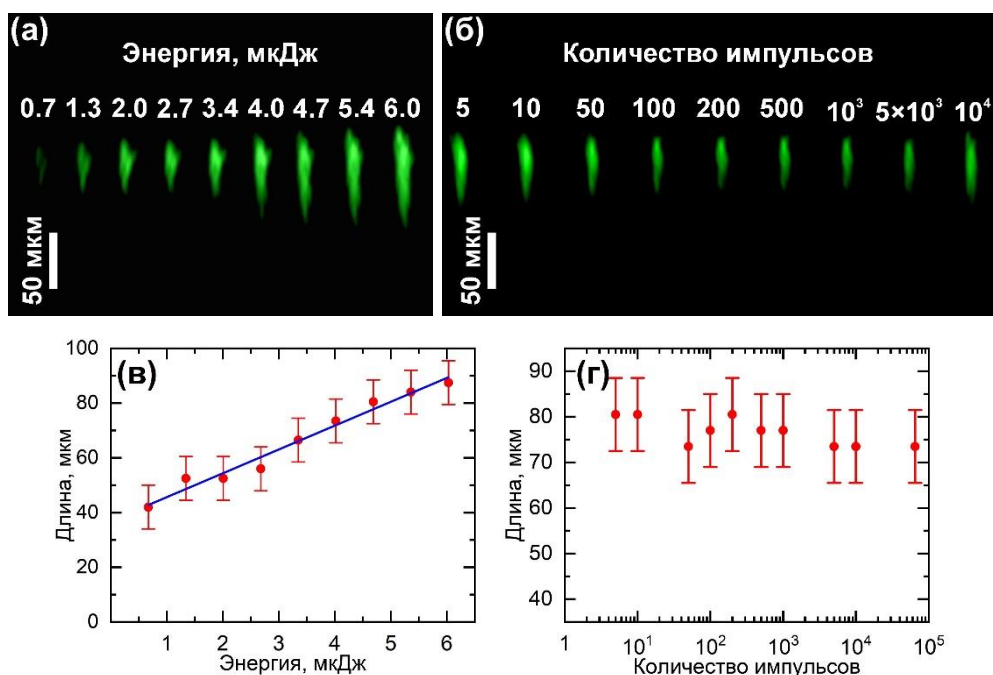 (а)
Энергия, мкДж
0.7 1.3 2.0 2.7 3.4 4.0 4.7 5.4 6.0
50 мкм
(б)
Количество импульсов
5 10 50 100 200 500 10³ 5×10³ 10⁴
50 мкм
(в)
100
80
60
40
20
0
Длина, мкм
1 2 3 4 5 6
Энергия, мкДж
(г)
90
80
70
60
50
40
Длина, мкм
1 10¹ 10² 10³ 10⁴ 10⁵
Количество импульсов